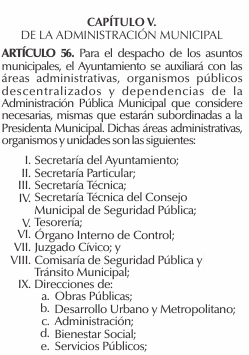 CAPÍTULO V.
DE LA ADMINISTRACIÓN MUNICIPAL
ARTÍCULO 56. Para el despacho de los asuntos
municipales, el Ayuntamiento se auxiliará con las
áreas administrativas, organismos públicos
descentralizados y dependencias de la
Administración Pública Municipal que considere
necesarias, mismas que estarán subordinadas a la
Presidenta Municipal. Dichas áreas administrativas,
organismos y unidades son las siguientes:
I. Secretaría del Ayuntamiento;
II. Secretaría Particular;
III. Secretaría Técnica;
IV. Secretaría Técnica del Consejo
Municipal de Seguridad Pública;
V. Tesorería;
VI. Órgano Interno de Control;
VII. Juzgado Cívico; y
VIII. Comisaría de Seguridad Pública y
Tránsito Municipal;
IX. Direcciones de:
a. Obras Públicas;
b. Desarrollo Urbano y Metropolitano;
c. Administración;
d. Bienestar Social;
e. Servicios Públicos;